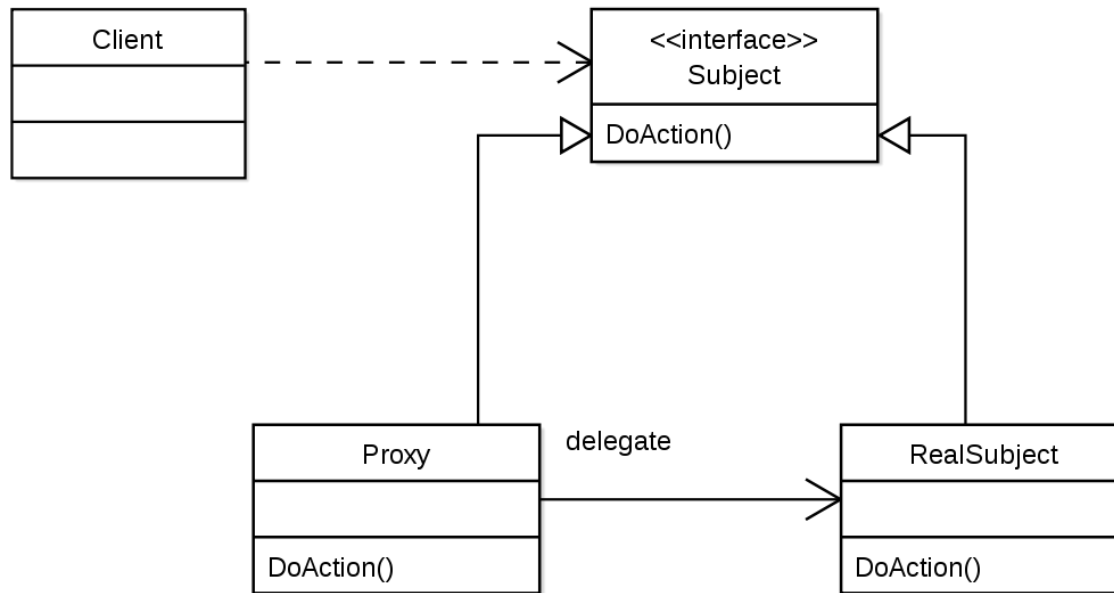 Client
<<interface>>
Subject
DoAction()
Proxy
delegate
RealSubject
DoAction()
DoAction()